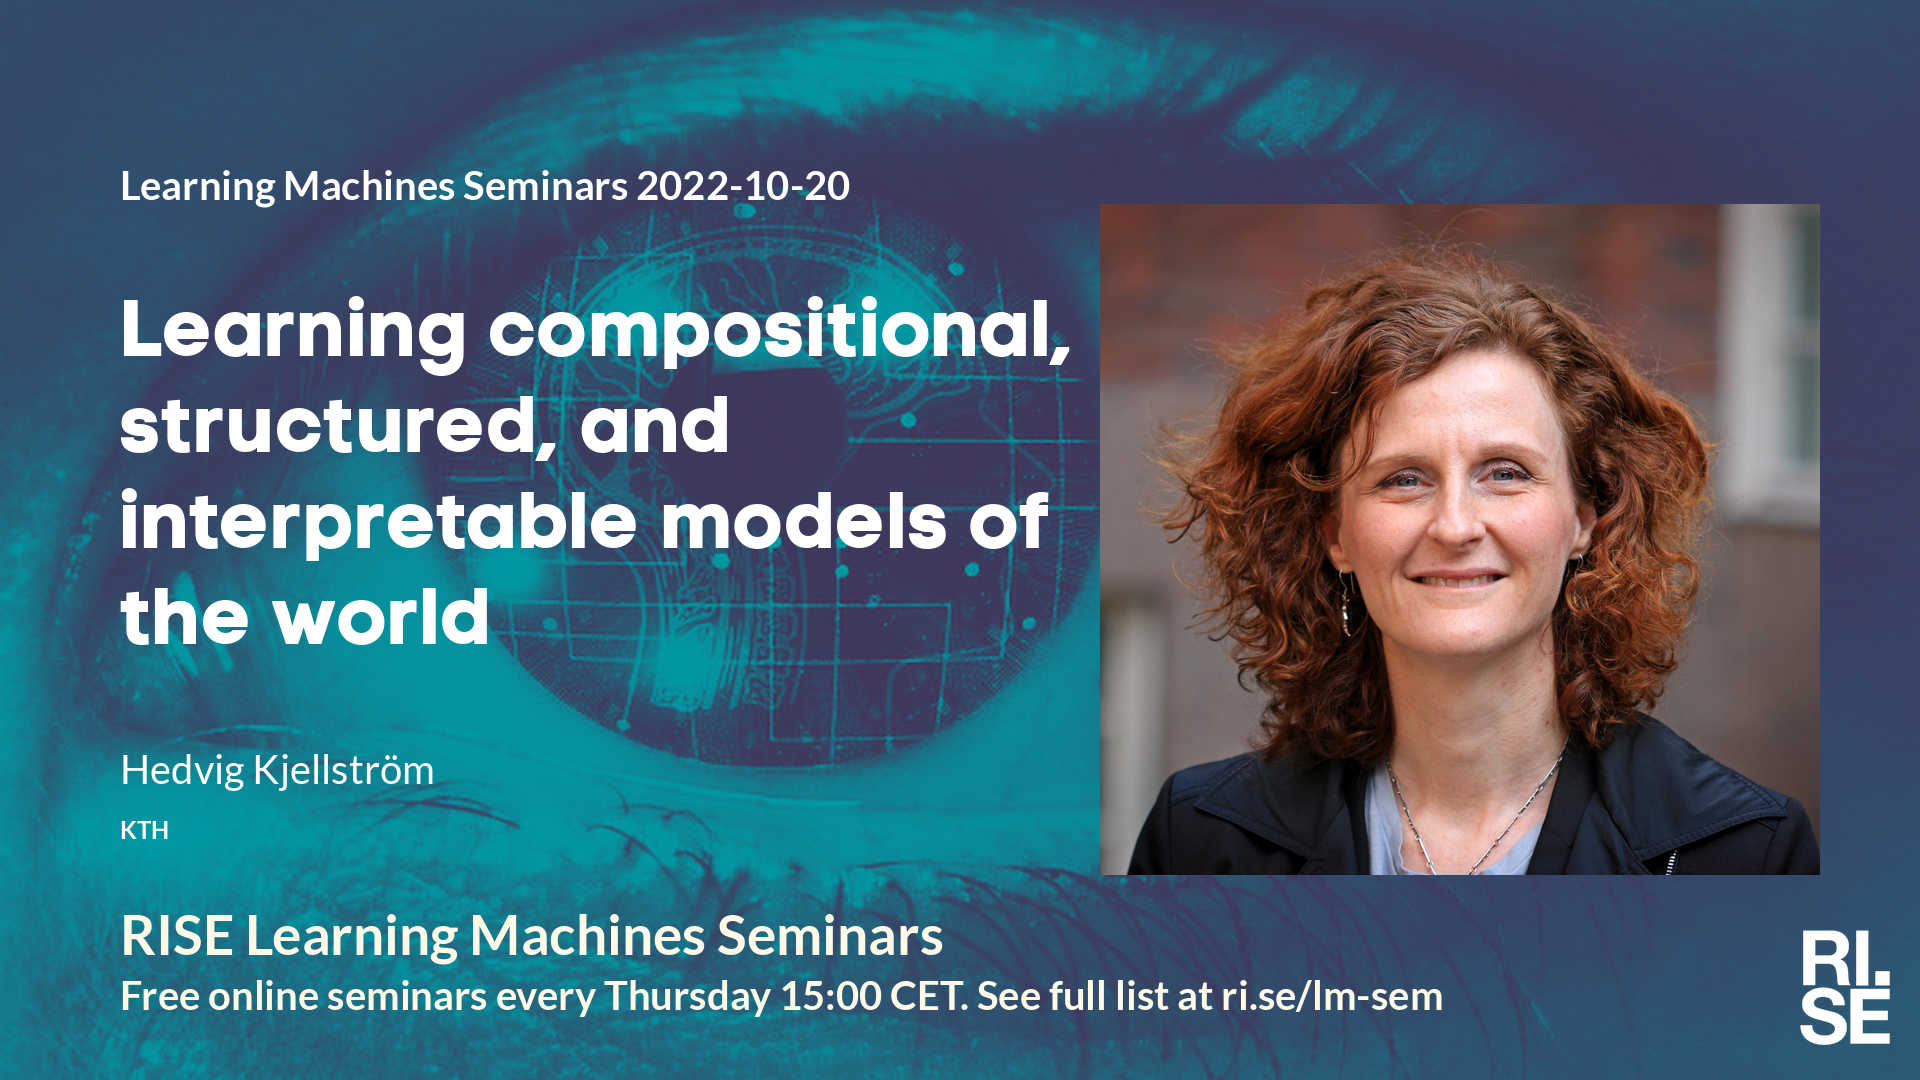 Learning Machines Seminars 2022-10-20
Learning compositional,
structured, and
interpretable models of
the world
Hedvig Kjellström
KTH
RISE Learning Machines Seminars
Free online seminars every Thursday 15:00 CET. See full list at ri.se/lm-sem
RI.
SE